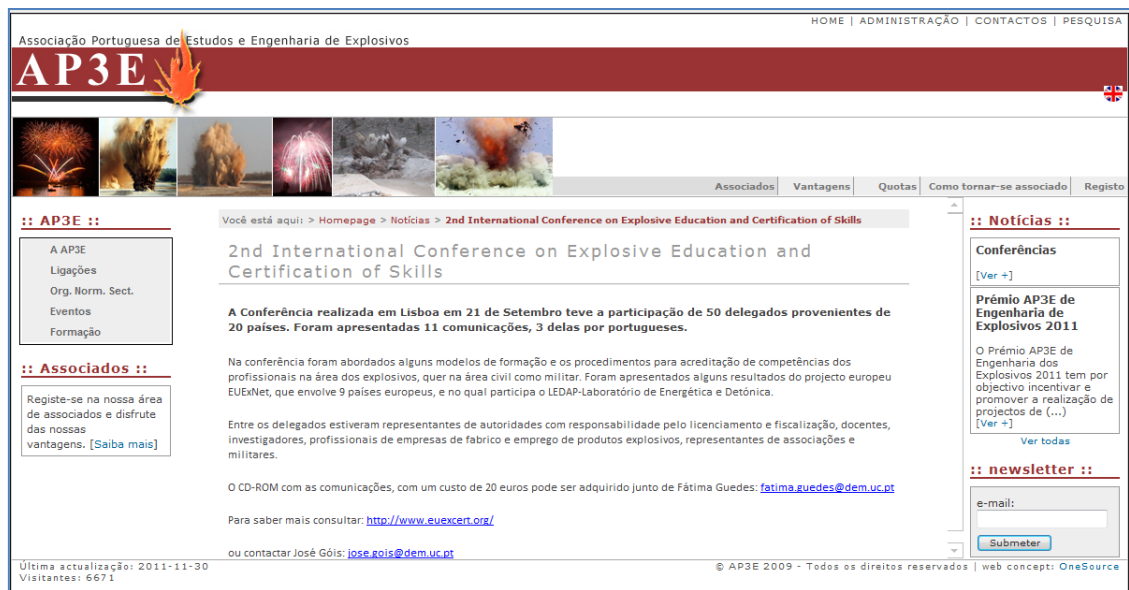 HOME | ADMINISTRAÇÃO | CONTACTOS | PESQUISA
Associação Portuguesa de Estudos e Engenharia de Explosivos
AP3E
Associados | Vantagens | Quotas | Como tornar-se associado | Registo
:: AP3E ::
A AP3E
Ligações
Org. Norm. Sect.
Eventos
Formação
:: Associados ::
Registe-se na nossa área
de associados e disfrute
das nossas
vantagens. [Saiba mais]
Você está aqui: > Homepage > Notícias > 2nd International Conference on Explosive Education and Certification of Skills
2nd International Conference on Explosive Education and
Certification of Skills
A Conferência realizada em Lisboa em 21 de Setembro teve a participação de 50 delegados provenientes de
20 países. Foram apresentadas 11 comunicações, 3 delas por portugueses.
Na conferência foram abordados alguns modelos de formação e os procedimentos para acreditação de competências dos
profissionais na área dos explosivos, quer na área civil como militar. Foram apresentados alguns resultados do projecto europeu
EUExNet, que envolve 9 países europeus, e no qual participa o LEDAP-Laboratório de Energética e Detónica.
Entre os delegados estiveram representantes de autoridades com responsabilidade pelo licenciamento e fiscalização, docentes,
investigadores, profissionais de empresas de fabrico e emprego de produtos explosivos, representantes de associações e
militares.
O CD-ROM com as comunicações, com um custo de 20 euros pode ser adquirido junto de Fátima Guedes: fatima.guedes@dem.uc.pt
Para saber mais consultar: http://www.euexcert.org/
ou contactar José Góis: jose.gois@dem.uc.pt
:: Notícias ::
Conferências
[Ver +]
Prémio AP3E de
Engenharia de
Explosivos 2011
O Prémio AP3E de
Engenharia dos
Explosivos 2011 tem por
objectivo incentivar e
promover a realização de
projectos de (...)
[Ver +]
Ver todas
:: newsletter ::
e-mail:
Submeter
Última actualização: 2011-11-30
Visitantes: 6671
© AP3E 2009 - Todos os direitos reservados | web concept: OneSource